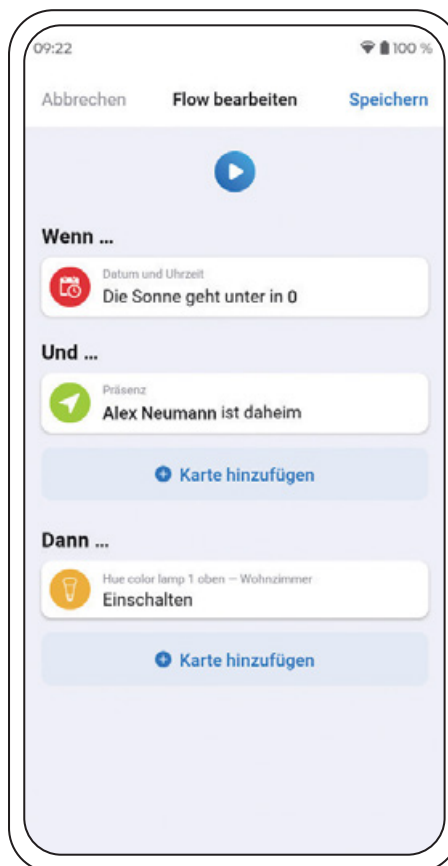 09:22 100 %
Abbrechen Flow bearbeiten Speichern
Wenn ...
Datum und Uhrzeit
Die Sonne geht unter in 0
Und ...
Präsenz
Alex Neumann ist daheim
Karte hinzufügen
Dann ...
Hue color lamp 1 oben – Wohnzimmer
Einschalten
Karte hinzufügen